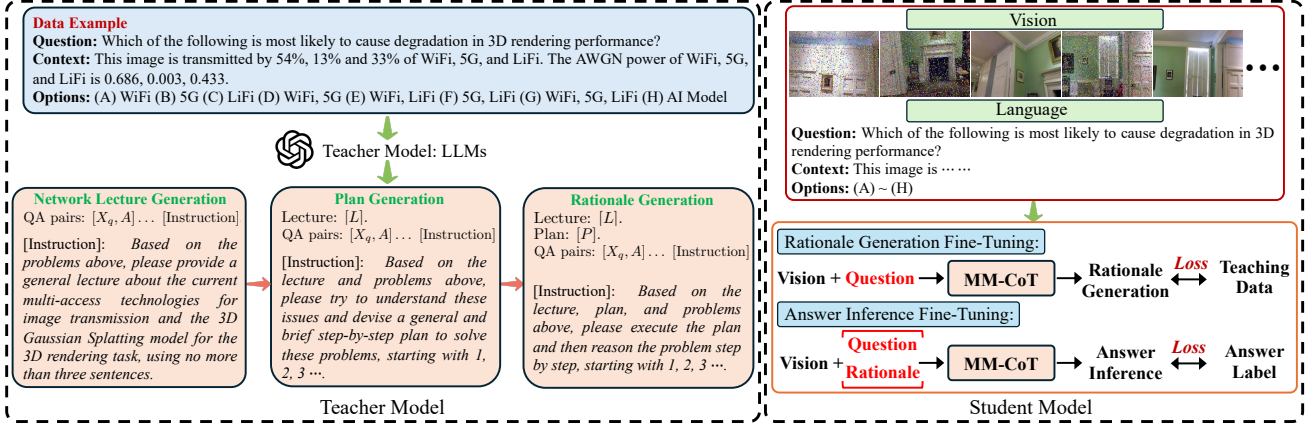 Data Example
Question: Which of the following is most likely to cause degradation in 3D rendering performance?
Context: This image is transmitted by 54%, 13% and 33% of WiFi, 5G, and LiFi. The AWGN power of WiFi, 5G,
and LiFi is 0.686, 0.003, 0.433.
Options: (A) WiFi (B) 5G (C) LiFi (D) WiFi, 5G (E) WiFi, LiFi (F) 5G, LiFi (G) WiFi, 5G, LiFi (H) AI Model
Teacher Model: LLMs
Network Lecture Generation
QA pairs: [X_q, A] ... [Instruction]
[Instruction]: Based on the
problems above, please provide a
general lecture about the current
multi-access technologies for
image transmission and the 3D
Gaussian Splatting model for the
3D rendering task, using no more
than three sentences.
Plan Generation
Lecture: [L].
QA pairs: [X_q, A] ... [Instruction]
[Instruction]: Based on the
lecture and problems above,
please try to understand these
issues and devise a general and
brief step-by-step plan to solve
these problems, starting with 1,
2, 3 ⋯.
Rationale Generation
Lecture: [L].
Plan: [P].
QA pairs: [X_q, A] ... [Instruction]
[Instruction]: Based on the
lecture, plan, and problems
above, please execute the plan
and then reason the problem step
by step, starting with 1, 2, 3 ⋯.
Teacher Model
Vision
Language
Question: Which of the following is most likely to cause degradation in 3D
rendering performance?
Context: This image is ⋯ ⋯
Options: (A) ~ (H)
Rationale Generation Fine-Tuning:
Vision + Question
MM-CoT
Rationale
Generation
Loss
Teaching
Data
Answer Inference Fine-Tuning:
Vision +
Question
Rationale
MM-CoT
Answer
Inference
Loss
Answer
Label
Student Model